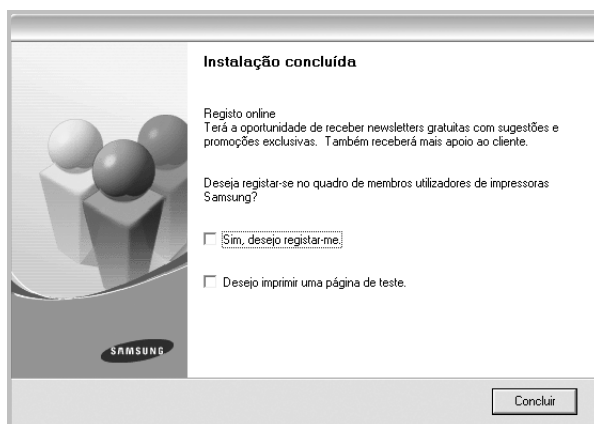 Instalação concluída
Registo online
Terá a oportunidade de receber newsletters gratuitas com sugestões e
promoções exclusivas. Também receberá mais apoio ao cliente.
Deseja registar-se no quadro de membros utilizadores de impressoras
Samsung?
Sim, desejo registar-me.
Desejo imprimir uma página de teste.
SAMSUNG
Concluir